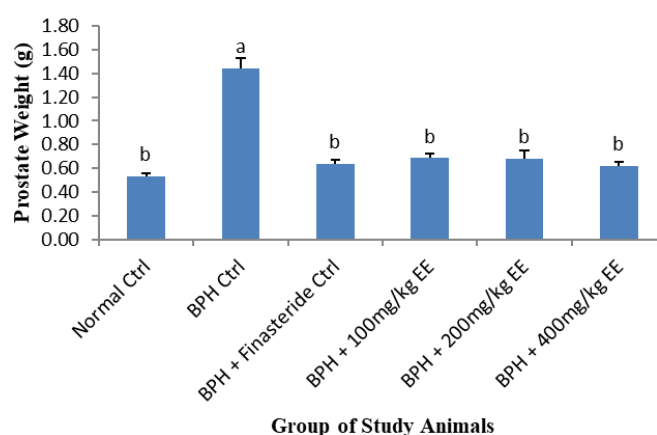 Prostate Weight (g)
1.80
1.60
1.40
1.20
1.00
0.80
0.60
0.40
0.20
0.00
b
a
b
b
b
b
Normal Ctrl
BPH Ctrl
BPH + Finasteride Ctrl
BPH + 100mg/kg EE
BPH + 200mg/kg EE
BPH + 400mg/kg EE
Group of Study Animals